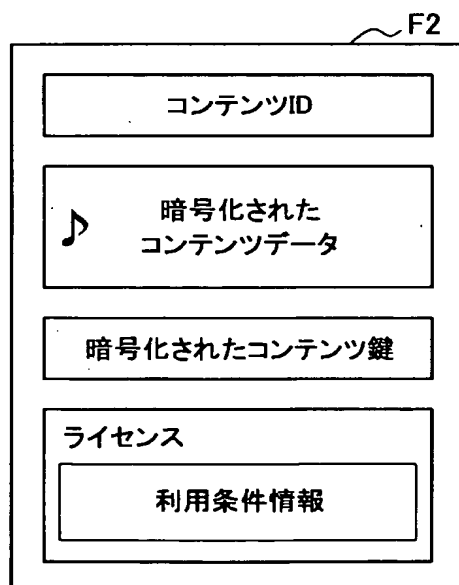 F2
コンテンツID
暗号化された
コンテンツデータ
暗号化されたコンテンツ鍵
ライセンス
利用条件情報